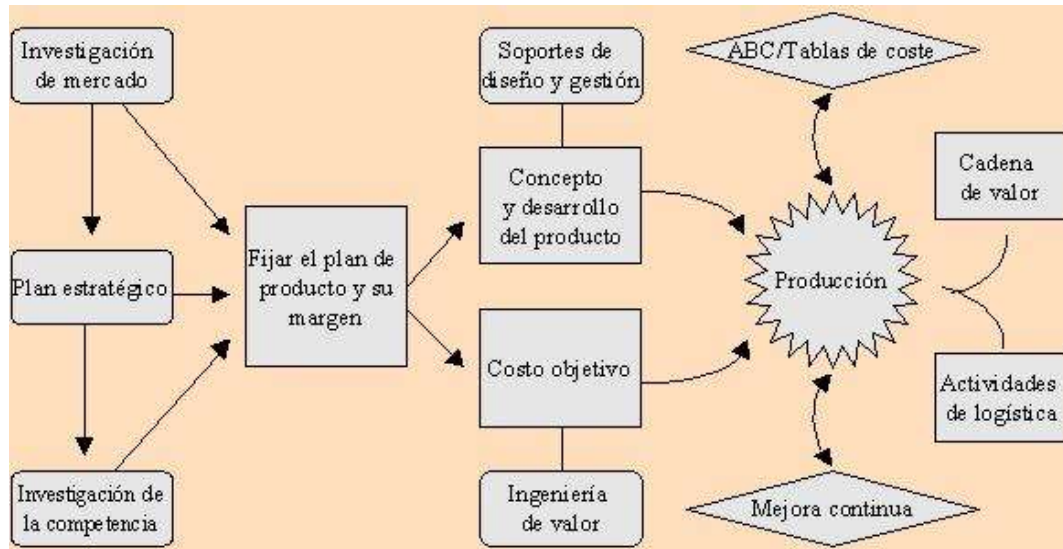 Investigación
de mercado
Plan estratégico
Investigación de
la competencia
Fijar el plan de
producto y su
margen
Soportes de
diseño y gestión
Concepto
y desarrollo
del producto
Costo objetivo
Ingeniería
de valor
ABC/Tablas de coste
Producción
Mejora continua
Cadena
de valor
Actividades
de logística